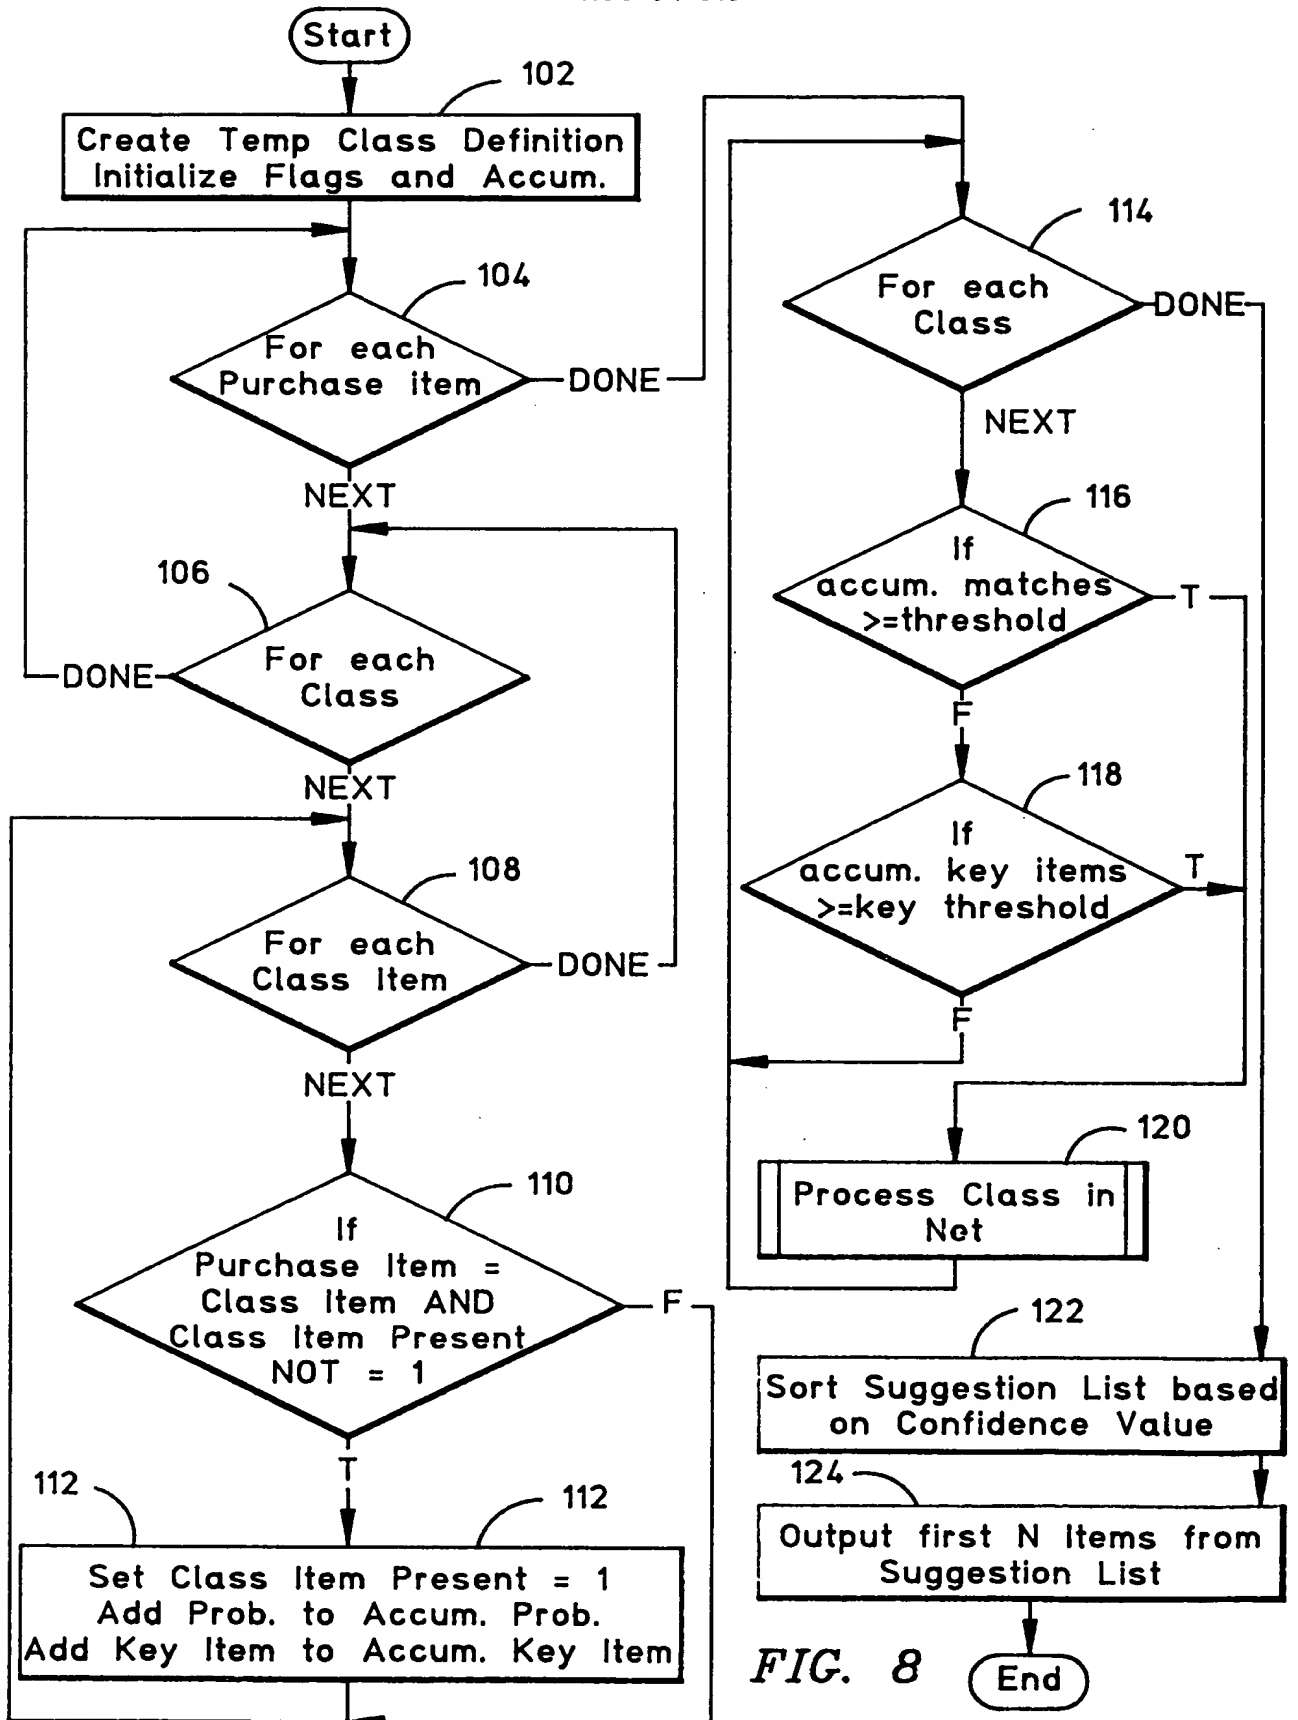 Start
102
Create Temp Class Definition
Initialize Flags and Accum.
104
For each
Purchase item
DONE
NEXT
106
For each
Class
DONE
NEXT
108
For each
Class Item
DONE
NEXT
110
If
Purchase Item =
Class Item AND
Class Item Present
NOT = 1
F
T
112
112
Set Class Item Present = 1
Add Prob. to Accum. Prob.
Add Key Item to Accum. Key Item
114
For each
Class
DONE
NEXT
116
If
accum. matches
>=threshold
T
F
118
If
accum. key items
>=key threshold
T
F
120
Process Class in
Net
122
Sort Suggestion List based
on Confidence Value
124
Output first N Items from
Suggestion List
FIG. 8
End